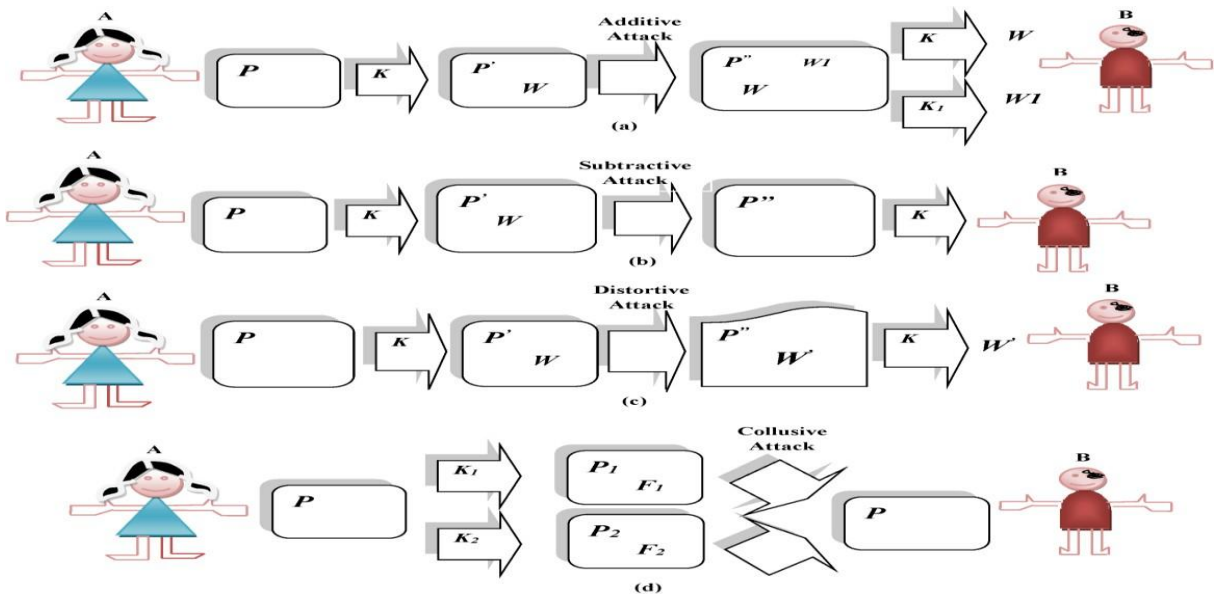 A
Additive
Attack
B
P
K
P'
W
P''
W1
W
K
W
K1
W1
(a)
A
Subtractive
Attack
B
P
K
P'
W
P''
K
(b)
A
Distortive
Attack
B
P
K
P'
W
P''
W'
K
W'
(c)
A
Collusive
Attack
B
P
K1
P1
F1
K2
P2
F2
P
(d)